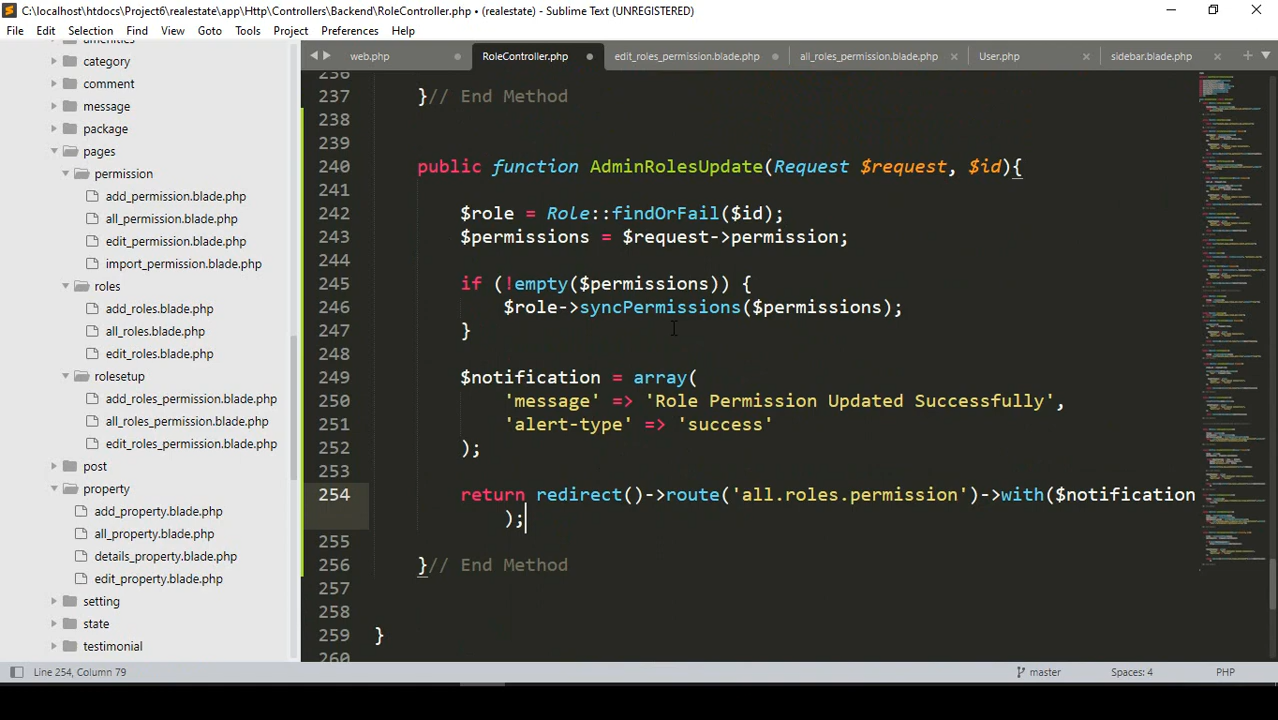 C:\localhost\htdocs\Project6\realestate\app\Http\Controllers\Backend\RoleController.php • (realestate) - Sublime Text (UNREGISTERED)
File Edit Selection Find View Goto Tools Project Preferences Help
web.php RoleController.php edit_roles_permission.blade.php all_roles_permission.blade.php User.php sidebar.blade.php
category
comment
message
package
pages
permission
add_permission.blade.php
all_permission.blade.php
edit_permission.blade.php
import_permission.blade.php
roles
add_roles.blade.php
all_roles.blade.php
edit_roles.blade.php
rolesetup
add_roles_permission.blade.php
all_roles_permission.blade.php
edit_roles_permission.blade.php
post
property
add_property.blade.php
all_property.blade.php
details_property.blade.php
edit_property.blade.php
setting
state
testimonial
236
237 }// End Method
238
239
240 public function AdminRolesUpdate(Request $request, $id){
241
242 $role = Role::findOrFail($id);
243 $permissions = $request->permission;
244
245 if (!empty($permissions)) {
246 $role->syncPermissions($permissions);
247 }
248
249 $notification = array(
250 'message' => 'Role Permission Updated Successfully',
251 'alert-type' => 'success'
252 );
253
254 return redirect()->route('all.roles.permission')->with($notification
);
255
256 }// End Method
257
258
259 }
260
Line 254, Column 79 master Spaces: 4 PHP